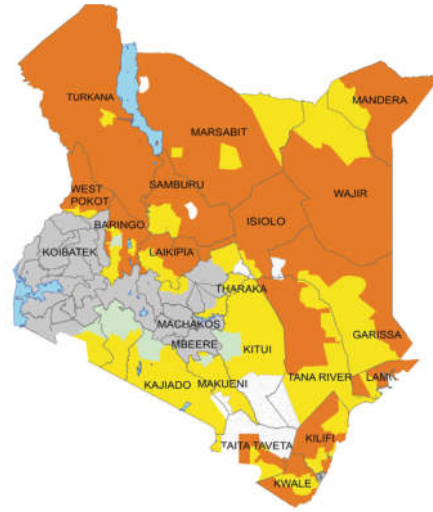 MANDERA
TURKANA
MARSABIT
WEST
POKOT
SAMBURU
WAJIR
BARINGO
ISIOLO
KOIBATEK
LAIKIPIA
THARAKA
MACHAKOS
GARISSA
MBEERE
KITUI
KAJIADO
MAKUENI
TANA RIVER
TAITA TAVETA
KILIFI
KWALE